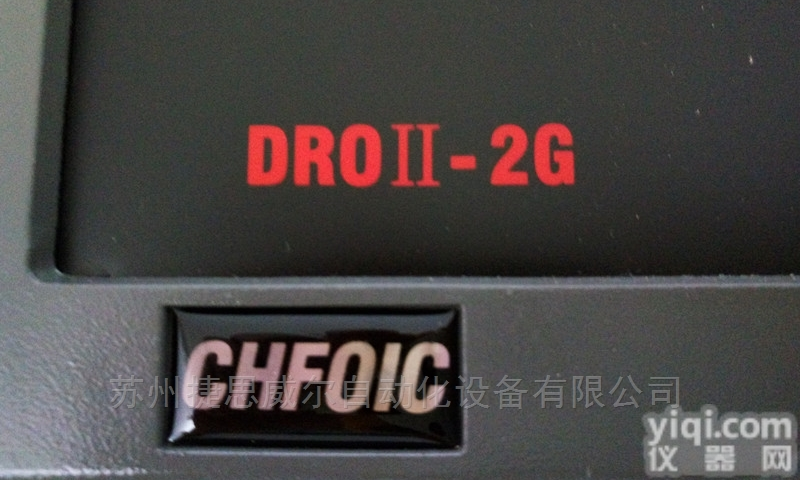 DROⅡ-2G
CHFOIC
苏州捷思威尔自动化设备有限公司
yiqi.com
仪器网